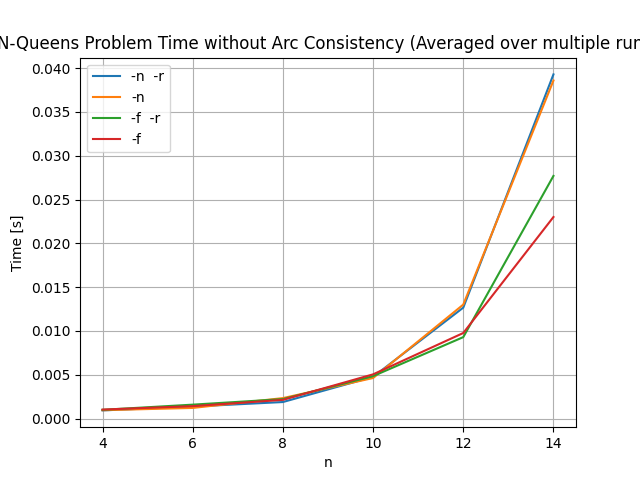 N-Queens Problem Time without Arc Consistency (Averaged over multiple run
-n -r
-n
-f -r
-f
0.040
0.035
0.030
0.025
0.020
0.015
0.010
0.005
0.000
Time [s]
4 6 8 10 12 14
n